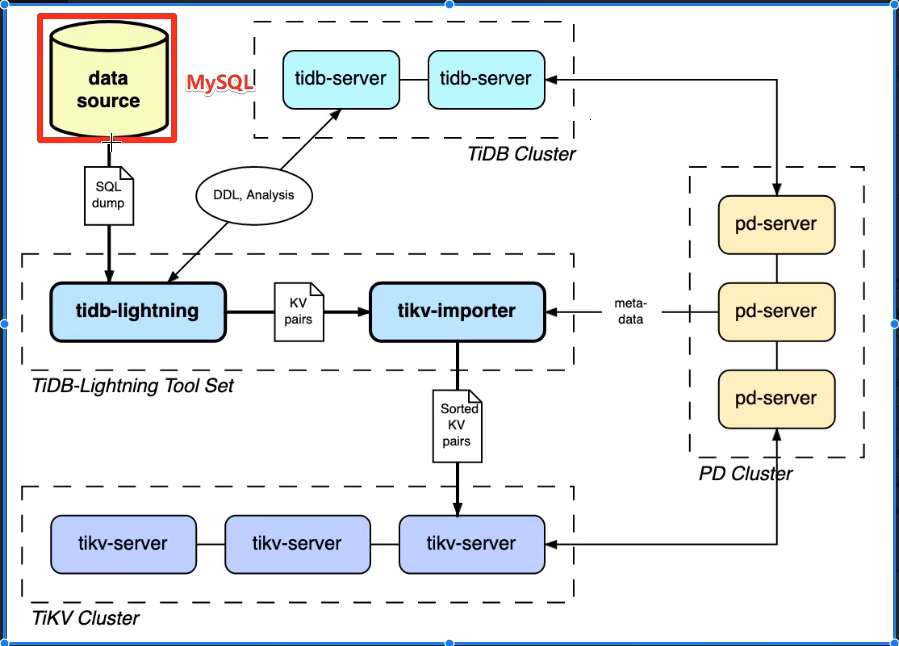 data
source
MySQL
tidb-server
tidb-server
TiDB Cluster
SQL
dump
DDL, Analysis
pd-server
pd-server
pd-server
PD Cluster
tidb-lightning
KV
pairs
tikv-importer
meta-
data
TiDB-Lightning Tool Set
Sorted
KV
pairs
tikv-server
tikv-server
tikv-server
TiKV Cluster